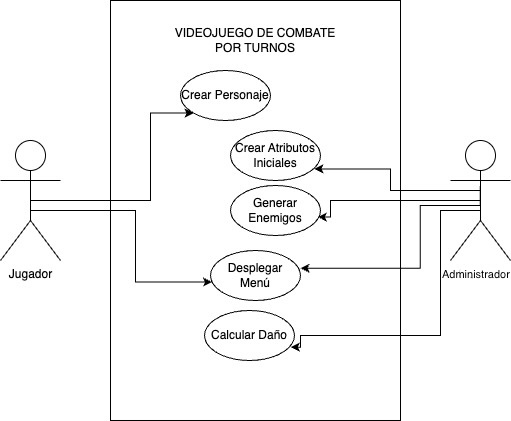 VIDEOJUEGO DE COMBATE
POR TURNOS
Crear Personaje
Crear Atributos
Iniciales
Generar
Enemigos
Desplegar
Menú
Calcular Daño
Jugador
Administrador